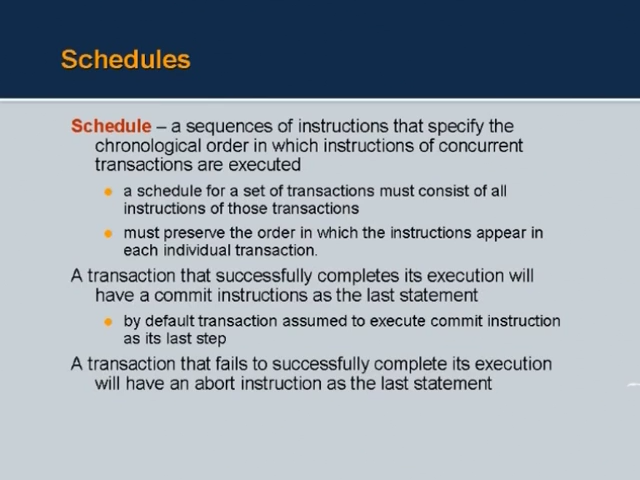 Schedules
Schedule – a sequences of instructions that specify the
chronological order in which instructions of concurrent
transactions are executed
a schedule for a set of transactions must consist of all
instructions of those transactions
must preserve the order in which the instructions appear in
each individual transaction.
A transaction that successfully completes its execution will
have a commit instructions as the last statement
by default transaction assumed to execute commit instruction
as its last step
A transaction that fails to successfully complete its execution
will have an abort instruction as the last statement